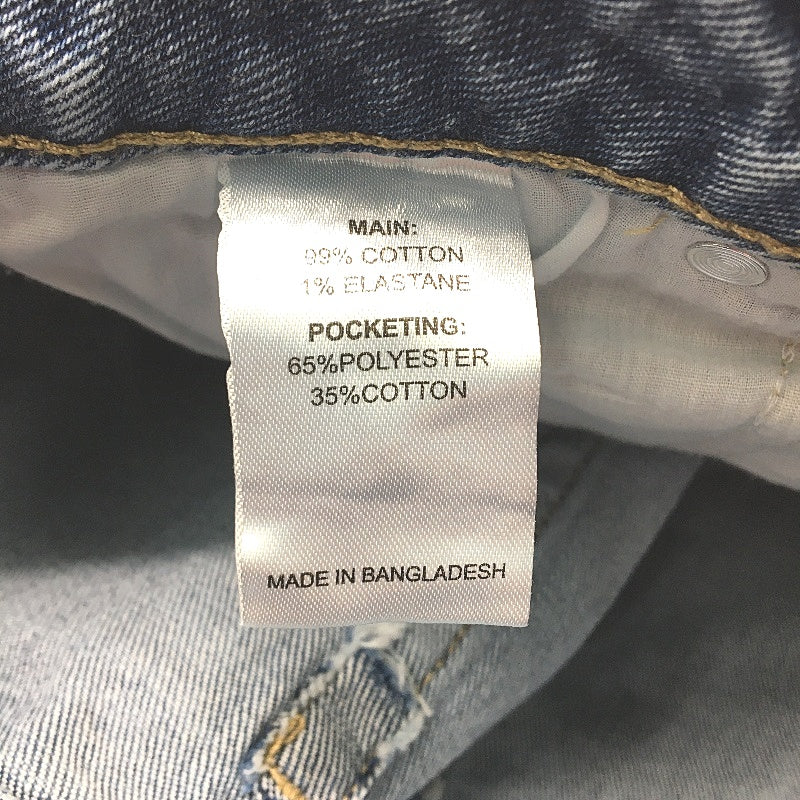 MAIN:
99% COTTON
1% ELASTANE
POCKETING:
65%POLYESTER
35%COTTON
MADE IN BANGLADESH